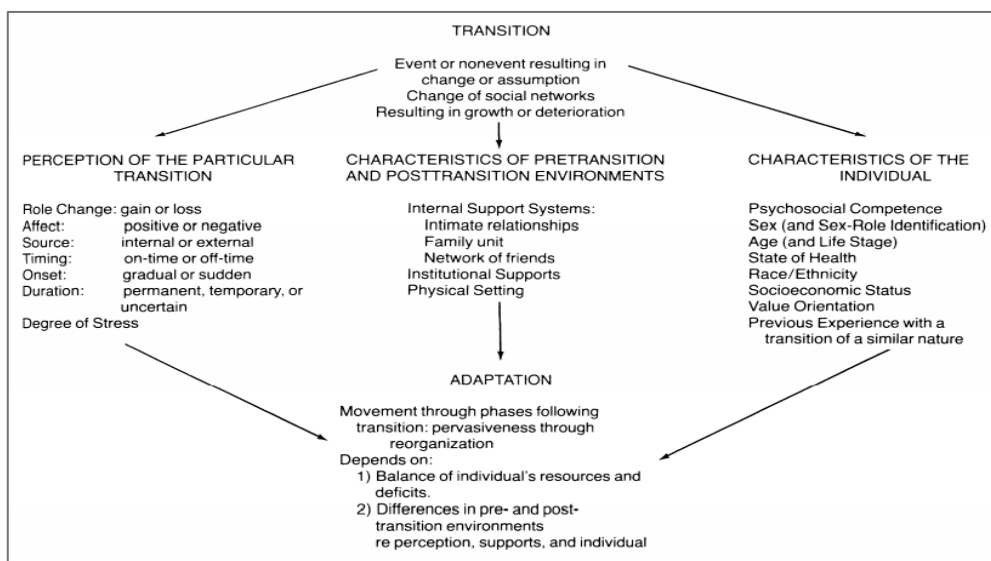 TRANSITION
Event or nonevent resulting in
change or assumption
Change of social networks
Resulting in growth or deterioration
PERCEPTION OF THE PARTICULAR
TRANSITION
Role Change: gain or loss
Affect: positive or negative
Source: internal or external
Timing: on-time or off-time
Onset: gradual or sudden
Duration: permanent, temporary, or
uncertain
Degree of Stress
CHARACTERISTICS OF PRETRANSITION
AND POSTTRANSITION ENVIRONMENTS
Internal Support Systems:
Intimate relationships
Family unit
Network of friends
Institutional Supports
Physical Setting
CHARACTERISTICS OF THE
INDIVIDUAL
Psychosocial Competence
Sex (and Sex-Role Identification)
Age (and Life Stage)
State of Health
Race/Ethnicity
Socioeconomic Status
Value Orientation
Previous Experience with a
transition of a similar nature
ADAPTATION
Movement through phases following
transition: pervasiveness through
reorganization
Depends on:
1) Balance of individual's resources and
deficits.
2) Differences in pre- and post-
transition environments
re perception, supports, and individual